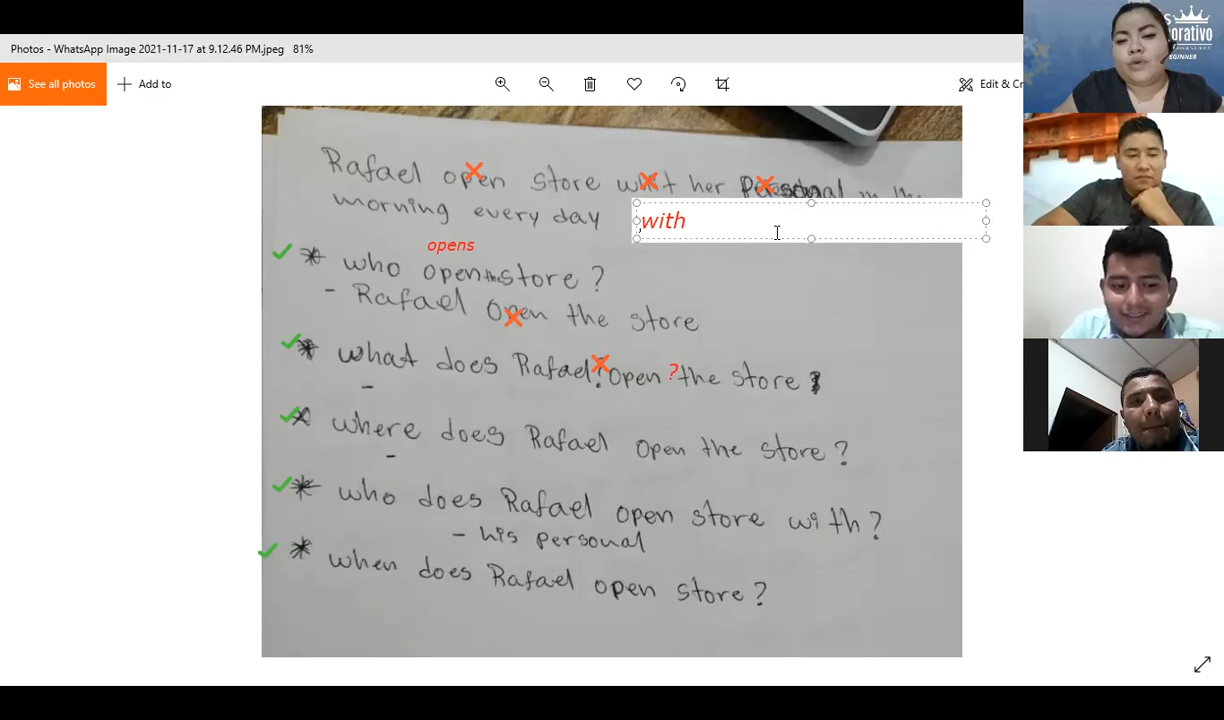 Photos - WhatsApp Image 2021-11-17 at 9.12.46 PM.jpeg 81%
See all photos
Add to
Edit & Cr
orativo
EGINNER
Rafael open store whit her Personal in the
morning every day
with
opens
* who open the store?
- Rafael Open the store
* what does Rafael? Open ? the store
-
* where does Rafael Open the store?
-
* who does Rafael open store with?
- his personal
* when does Rafael open store?